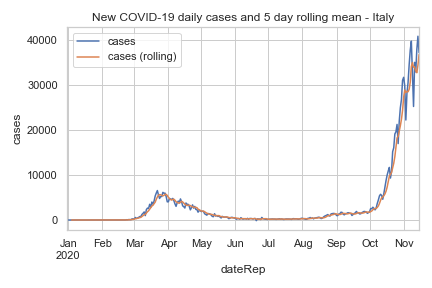 New COVID-19 daily cases and 5 day rolling mean - Italy
cases
cases (rolling)
40000
30000
20000
10000
0
cases
Jan Feb Mar Apr May Jun Jul Aug Sep Oct Nov
2020
dateRep